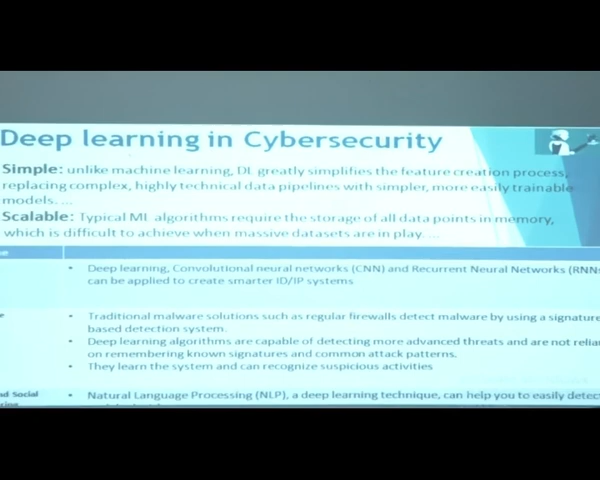 Deep learning in Cybersecurity
Simple: unlike machine learning, DL greatly simplifies the feature creation process,
replacing complex, highly technical data pipelines with simpler, more easily trainable
models. ...
Scalable: Typical ML algorithms require the storage of all data points in memory,
which is difficult to achieve when massive datasets are in play. ...
Deep learning, Convolutional neural networks (CNN) and Recurrent Neural Networks (RNNs
can be applied to create smarter ID/IP systems
Traditional malware solutions such as regular firewalls detect malware by using a signature
based detection system.
Deep learning algorithms are capable of detecting more advanced threats and are not relia
on remembering known signatures and common attack patterns.
They learn the system and can recognize suspicious activities
nd Social
Natural Language Processing (NLP), a deep learning technique, can help you to easily detec